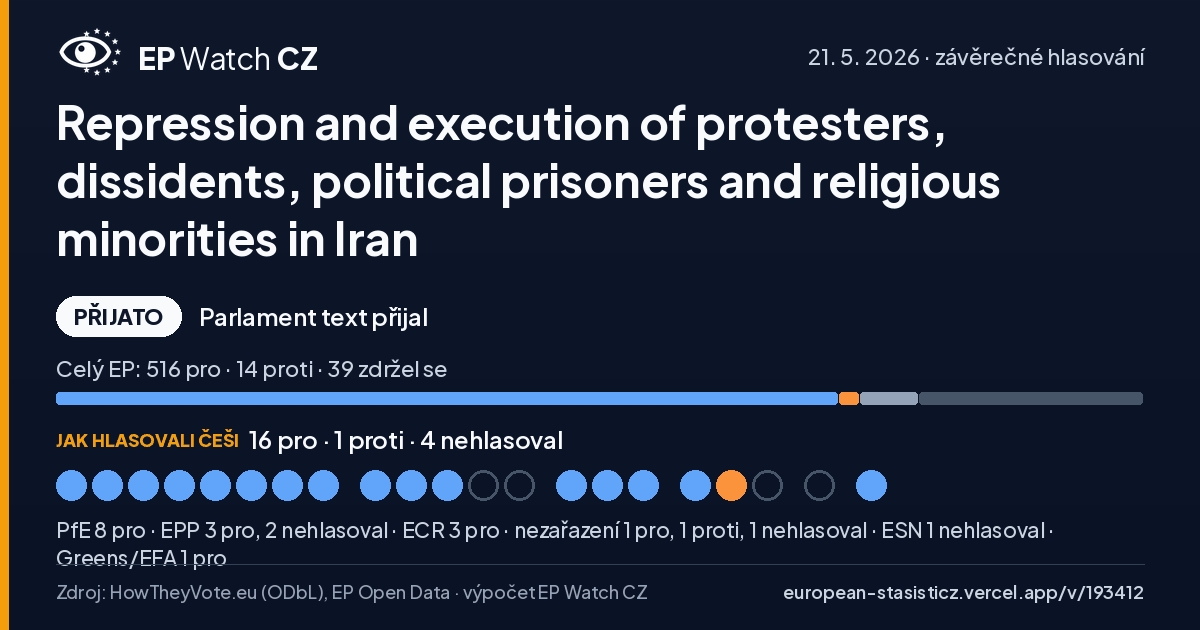 EP Watch CZ
21. 5. 2026 · závěrečné hlasování
Repression and execution of protesters,
dissidents, political prisoners and religious
minorities in Iran
PŘIJATO Parlament text přijal
Celý EP: 516 pro · 14 proti · 39 zdržel se
JAK HLASOVALI ČEŠI 16 pro · 1 proti · 4 nehlasoval
PfE 8 pro · EPP 3 pro, 2 nehlasoval · ECR 3 pro · nezařazení 1 pro, 1 proti, 1 nehlasoval · ESN 1 nehlasoval ·
Greens/EFA 1 pro
Zdroj: HowTheyVote.eu (ODbL), EP Open Data · výpočet EP Watch CZ
european-stasisticz.vercel.app/v/193412